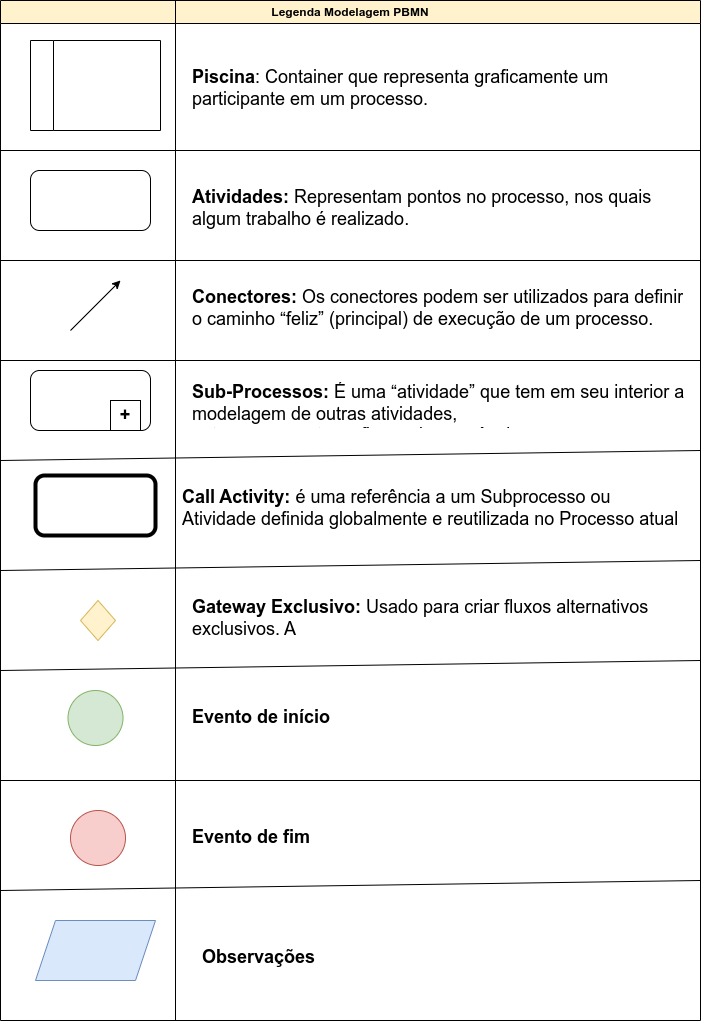 Legenda Modelagem PBMN
Piscina: Container que representa graficamente um
participante em um processo.
Atividades: Representam pontos no processo, nos quais
algum trabalho é realizado.
Conectores: Os conectores podem ser utilizados para definir
o caminho “feliz” (principal) de execução de um processo.
+
Sub-Processos: É uma “atividade” que tem em seu interior a
modelagem de outras atividades,
Call Activity: é uma referência a um Subprocesso ou
Atividade definida globalmente e reutilizada no Processo atual
Gateway Exclusivo: Usado para criar fluxos alternativos
exclusivos. A
Evento de início
Evento de fim
Observações